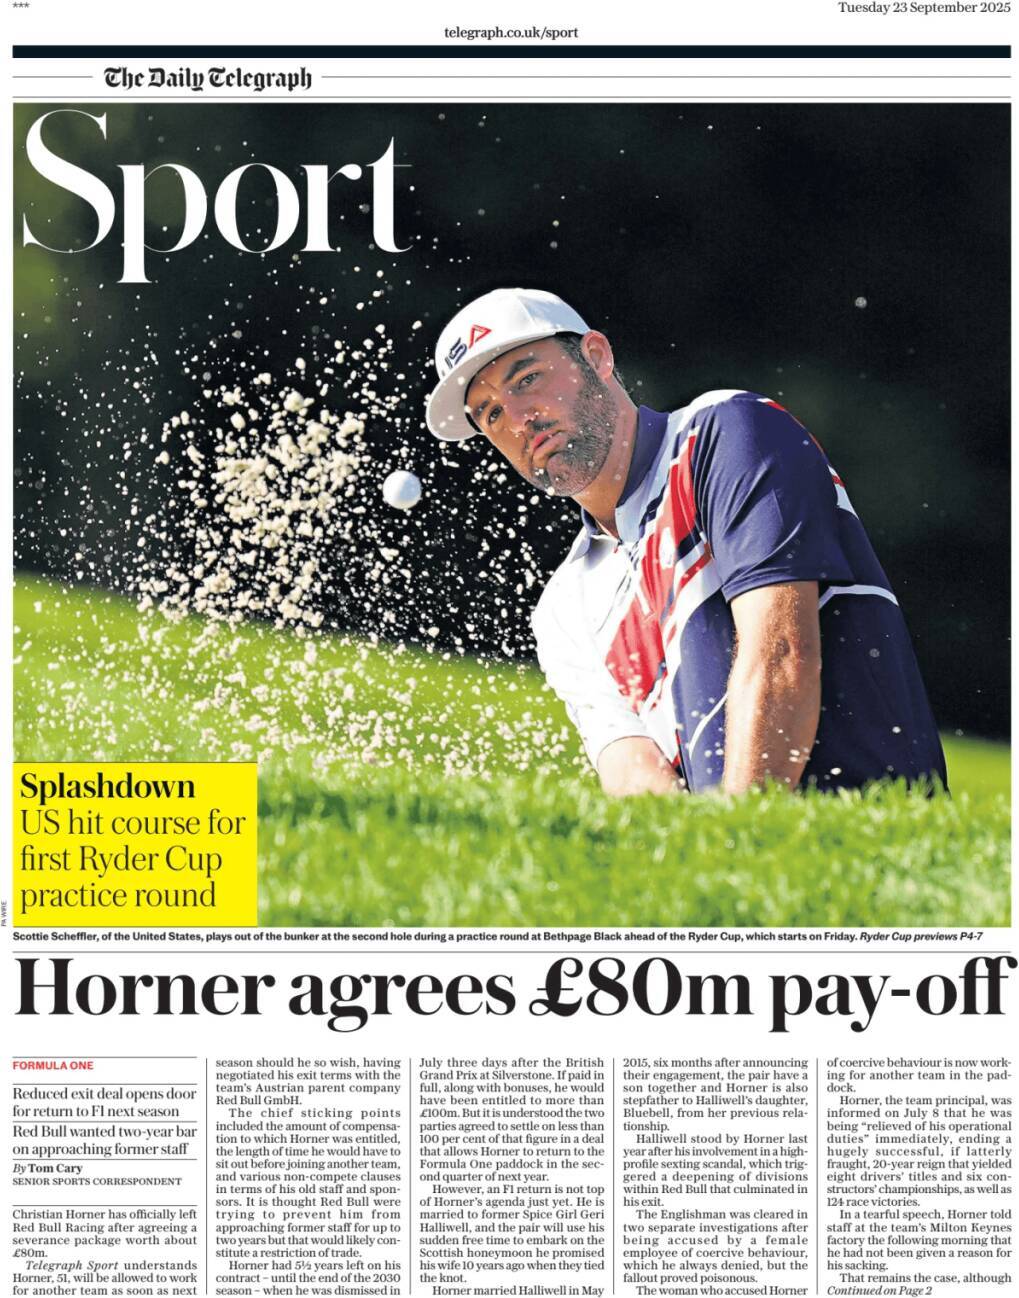 ***
Tuesday 23 September 2025
telegraph.co.uk/sport
The Daily Telegraph
Sport
USA
Splashdown
US hit course for
first Ryder Cup
practice round
PA WIRE
Scottie Scheffler, of the United States, plays out of the bunker at the second hole during a practice round at Bethpage Black ahead of the Ryder Cup, which starts on Friday. Ryder Cup previews P4-7
Horner agrees £80m pay-off
FORMULA ONE
Reduced exit deal opens door
for return to F1 next season
Red Bull wanted two-year bar
on approaching former staff
By Tom Cary
SENIOR SPORTS CORRESPONDENT
Christian Horner has officially left
Red Bull Racing after agreeing a
severance package worth about
£80m.
Telegraph Sport understands
Horner, 51, will be allowed to work
for another team as soon as next
season should he so wish, having
negotiated his exit terms with the
team's Austrian parent company
Red Bull GmbH.
The chief sticking points
included the amount of compensa-
tion to which Horner was entitled,
the length of time he would have to
sit out before joining another team,
and various non-compete clauses
in terms of his old staff and spon-
sors. It is thought Red Bull were
trying to prevent him from
approaching former staff for up to
two years but that would likely con-
stitute a restriction of trade.
Horner had 5½ years left on his
contract – until the end of the 2030
season – when he was dismissed in
July three days after the British
Grand Prix at Silverstone. If paid in
full, along with bonuses, he would
have been entitled to more than
£100m. But it is understood the two
parties agreed to settle on less than
100 per cent of that figure in a deal
that allows Horner to return to the
Formula One paddock in the sec-
ond quarter of next year.
However, an F1 return is not top
of Horner's agenda just yet. He is
married to former Spice Girl Geri
Halliwell, and the pair will use his
sudden free time to embark on the
Scottish honeymoon he promised
his wife 10 years ago when they tied
the knot.
Horner married Halliwell in May
2015, six months after announcing
their engagement, the pair have a
son together and Horner is also
stepfather to Halliwell's daughter,
Bluebell, from her previous rela-
tionship.
Halliwell stood by Horner last
year after his involvement in a high-
profile sexting scandal, which trig-
gered a deepening of divisions
within Red Bull that culminated in
his exit.
The Englishman was cleared in
two separate investigations after
being accused by a female
employee of coercive behaviour,
which he always denied, but the
fallout proved poisonous.
The woman who accused Horner
of coercive behaviour is now work-
ing for another team in the pad-
dock.
Horner, the team principal, was
informed on July 8 that he was
being "relieved of his operational
duties" immediately, ending a
hugely successful, if latterly
fraught, 20-year reign that yielded
eight drivers' titles and six con-
structors' championships, as well as
124 race victories.
In a tearful speech, Horner told
staff at the team's Milton Keynes
factory the following morning that
he had not been given a reason for
his sacking.
That remains the case, although
Continued on Page 2